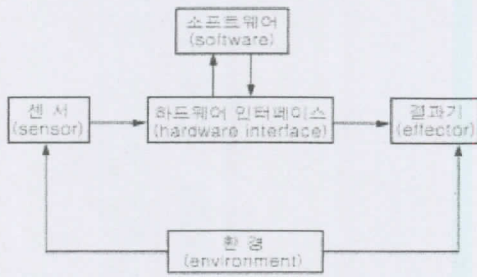 소프트웨어
(software)
센 서
(sensor)
하드웨어 인터페이스
(hardware interface)
결과기
(effector)
환 경
(environment)